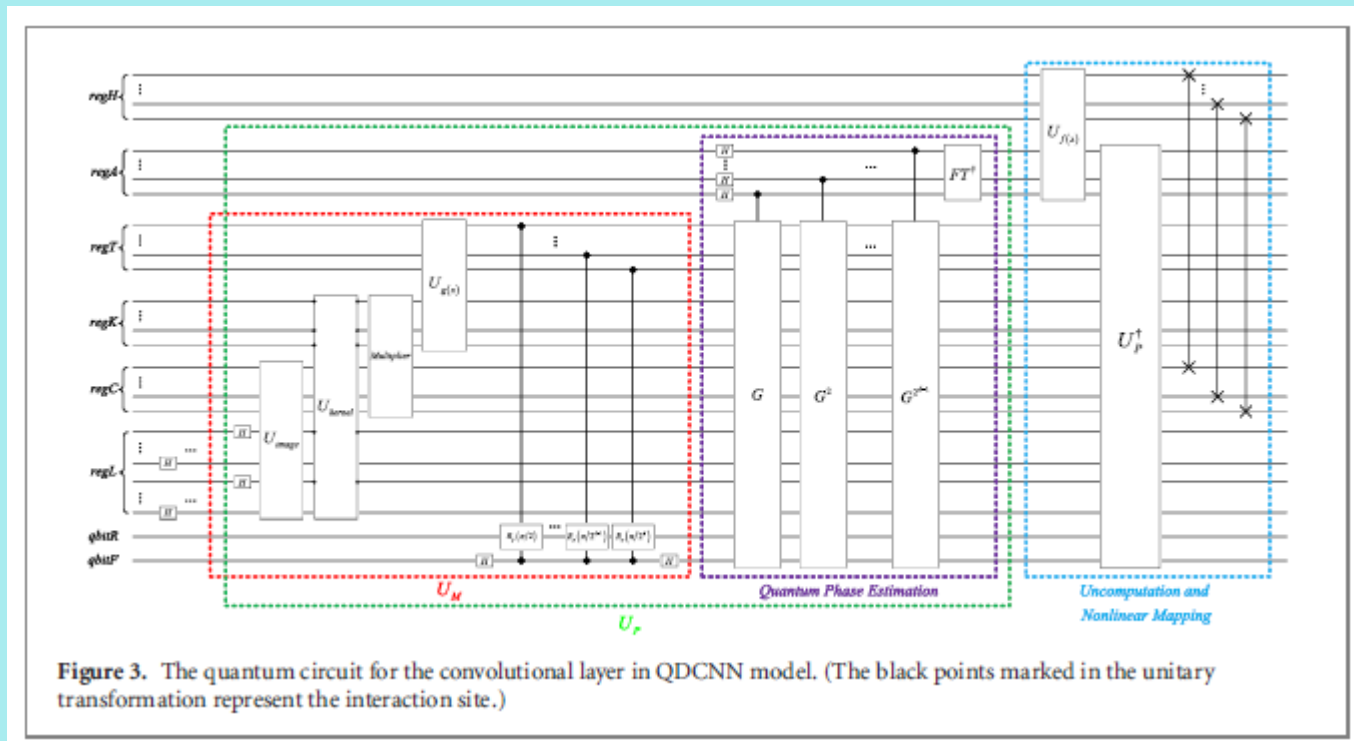 regH
regA
regT
regK
regC
regL
qbitR
qbitF
H
H
H
H
H
H
H
H
H
U_image
U_kernel
Multiplier
U_g(x)
G
G²
FT†
U_f(x)
U_P†
...
U_M
U_P
Quantum Phase Estimation
Uncomputation and
Nonlinear Mapping
Figure 3. The quantum circuit for the convolutional layer in QDCNN model. (The black points marked in the unitary
transformation represent the interaction site.)